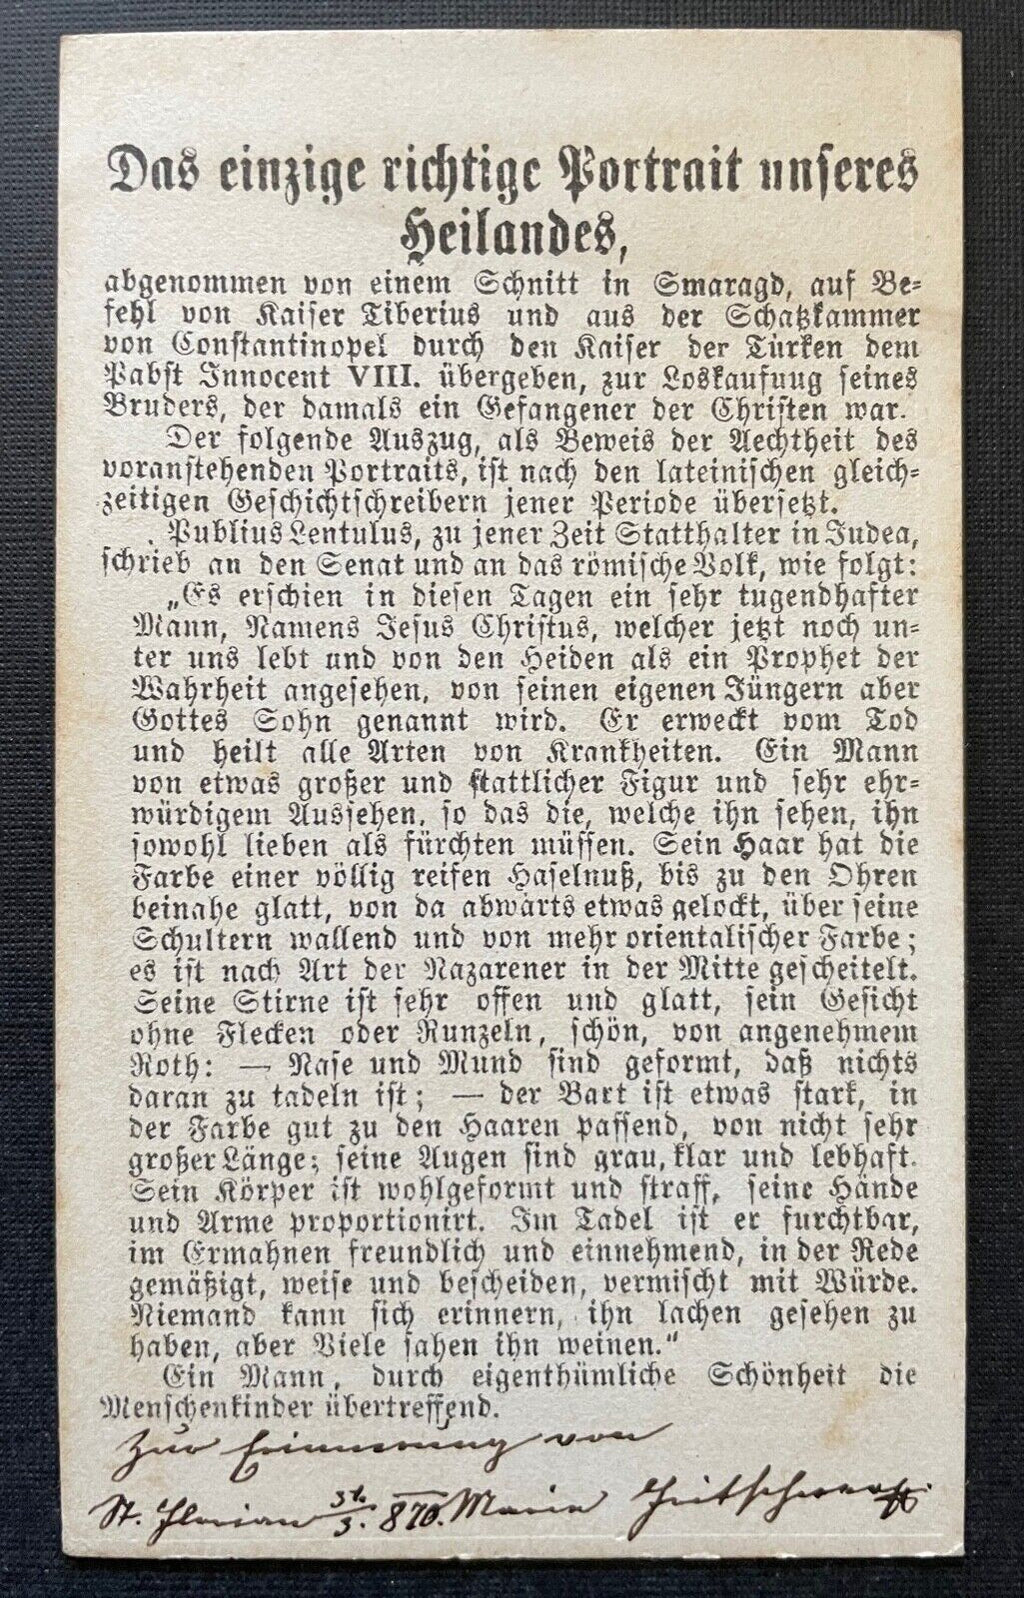 Das einzige richtige Portrait unseres
Heilandes,
abgenommen von einem Schnitt in Smaragd, auf Be-
fehl von Kaiser Tiberius und aus der Schatzkammer
von Constantinopel durch den Kaiser der Türken dem
Pabst Innocent VIII. übergeben, zur Loskaufung seines
Bruders, der damals ein Gefangener der Christen war.
Der folgende Auszug, als Beweis der Aechtheit des
voranstehenden Portraits, ist nach den lateinischen gleich-
zeitigen Geschichtschreibern jener Periode übersetzt.
Publius Lentulus, zu jener Zeit Statthalter in Judea,
schrieb an den Senat und an das römische Volk, wie folgt:
„Es erschien in diesen Tagen ein sehr tugendhafter
Mann, Namens Jesus Christus, welcher jetzt noch un-
ter uns lebt und von den Heiden als ein Prophet der
Wahrheit angesehen, von seinen eigenen Jüngern aber
Gottes Sohn genannt wird. Er erweckt vom Tod
und heilt alle Arten von Krankheiten. Ein Mann
von etwas großer und stattlicher Figur und sehr ehr-
würdigem Aussehen, so das die, welche ihn sehen, ihn
sowohl lieben als fürchten müssen. Sein Haar hat die
Farbe einer völlig reifen Haselnuß, bis zu den Ohren
beinahe glatt, von da abwärts etwas gelockt, über seine
Schultern wallend und von mehr orientalischer Farbe;
es ist nach Art der Nazarener in der Mitte gescheitelt.
Seine Stirne ist sehr offen und glatt, sein Gesicht
ohne Flecken oder Runzeln, schön, von angenehmem
Roth: — Nase und Mund sind geformt, daß nichts
daran zu tadeln ist; — der Bart ist etwas stark, in
der Farbe gut zu den Haaren passend, von nicht sehr
großer Länge; seine Augen sind grau, klar und lebhaft.
Sein Körper ist wohlgeformt und straff, seine Hände
und Arme proportionirt. Im Tadel ist er furchtbar,
im Ermahnen freundlich und einnehmend, in der Rede
gemäßigt, weise und bescheiden, vermischt mit Würde.
Niemand kann sich erinnern, ihn lachen gesehen zu
haben, aber Viele sahen ihn weinen.“
Ein Mann, durch eigenthümliche Schönheit die
Menschenkinder übertreffend.
Zur Erinnerung von
St. Florian 3t./3. 870. Maria